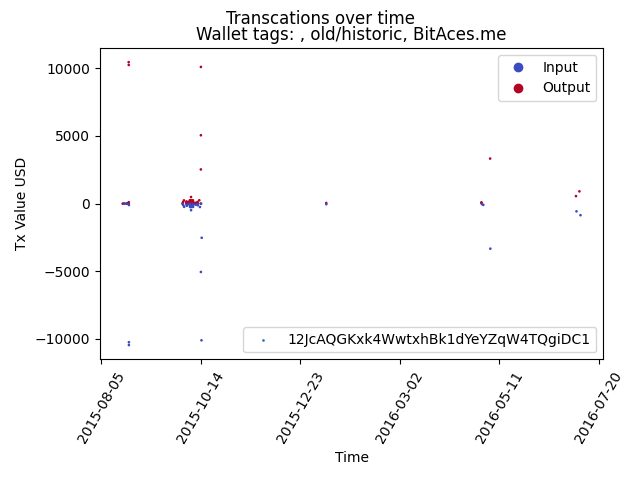 Transcations over time
Wallet tags: , old/historic, BitAces.me
Tx Value USD
10000
5000
0
−5000
−10000
Input
Output
12JcAQGKxk4WwtxhBk1dYeYZqW4TQgiDC1
2015-08-05
2015-10-14
2015-12-23
2016-03-02
2016-05-11
2016-07-20
Time